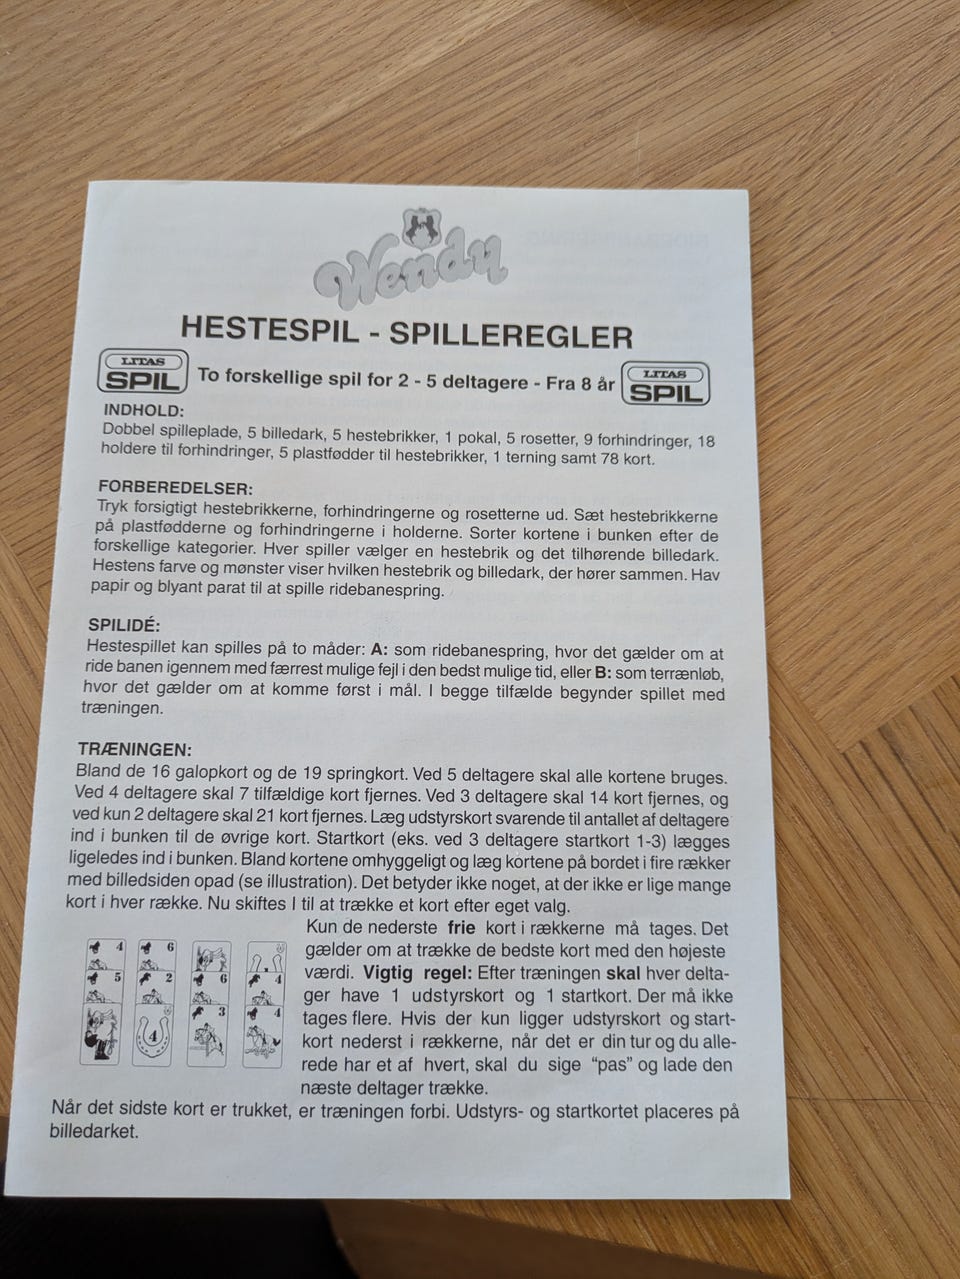 Wendy
HESTESPIL - SPILLEREGLER
LITAS
SPIL
To forskellige spil for 2 - 5 deltagere - Fra 8 år
LITAS
SPIL
INDHOLD:
Dobbel spilleplade, 5 billedark, 5 hestebrikker, 1 pokal, 5 rosetter, 9 forhindringer, 18
holdere til forhindringer, 5 plastfødder til hestebrikker, 1 terning samt 78 kort.
FORBEREDELSER:
Tryk forsigtigt hestebrikkerne, forhindringerne og rosetterne ud. Sæt hestebrikkerne
på plastfødderne og forhindringerne i holderne. Sorter kortene i bunken efter de
forskellige kategorier. Hver spiller vælger en hestebrik og det tilhørende billedark.
Hestens farve og mønster viser hvilken hestebrik og billedark, der hører sammen. Hav
papir og blyant parat til at spille ridebanespring.
SPILIDÉ:
Hestespillet kan spilles på to måder: A: som ridebanespring, hvor det gælder om at
ride banen igennem med færrest mulige fejl i den bedst mulige tid, eller B: som terrænløb,
hvor det gælder om at komme først i mål. I begge tilfælde begynder spillet med
træningen.
TRÆNINGEN:
Bland de 16 galopkort og de 19 springkort. Ved 5 deltagere skal alle kortene bruges.
Ved 4 deltagere skal 7 tilfældige kort fjernes. Ved 3 deltagere skal 14 kort fjernes, og
ved kun 2 deltagere skal 21 kort fjernes. Læg udstyrskort svarende til antallet af deltagere
ind i bunken til de øvrige kort. Startkort (eks. ved 3 deltagere startkort 1-3) lægges
ligeledes ind i bunken. Bland kortene omhyggeligt og læg kortene på bordet i fire rækker
med billedsiden opad (se illustration). Det betyder ikke noget, at der ikke er lige mange
kort i hver række. Nu skiftes I til at trække et kort efter eget valg.
Kun de nederste frie kort i rækkerne må tages. Det
gælder om at trække de bedste kort med den højeste
værdi. Vigtig regel: Efter træningen skal hver delta-
ger have 1 udstyrskort og 1 startkort. Der må ikke
tages flere. Hvis der kun ligger udstyrskort og start-
kort nederst i rækkerne, når det er din tur og du alle-
rede har et af hvert, skal du sige "pas" og lade den
næste deltager trække.
4 6
5 2 6 4
4 3 4
Når det sidste kort er trukket, er træningen forbi. Udstyrs- og startkortet placeres på
billedarket.